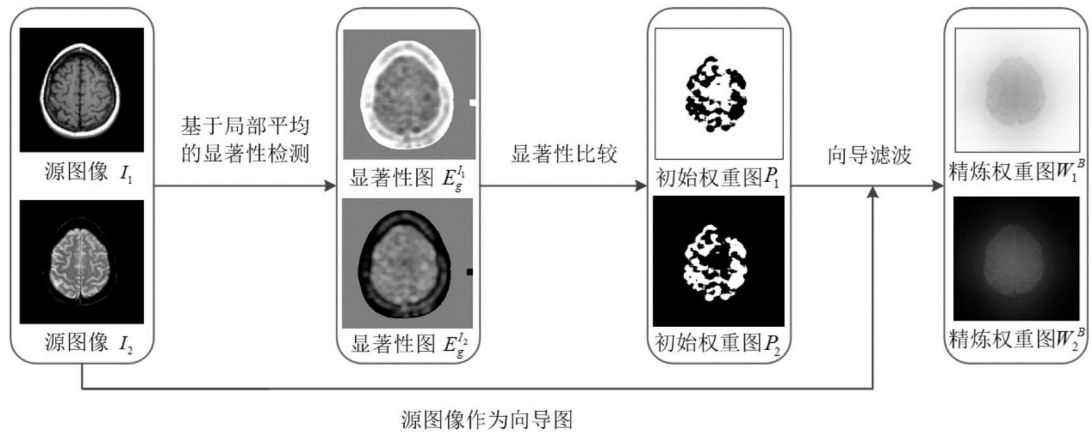 源图像 I₁
源图像 I₂
基于局部平均
的显著性检测
显著性图 E_g^{I₁}
显著性图 E_g^{I₂}
显著性比较
初始权重图P₁
初始权重图P₂
向导滤波
精炼权重图W₁^B
精炼权重图W₂^B
源图像作为向导图